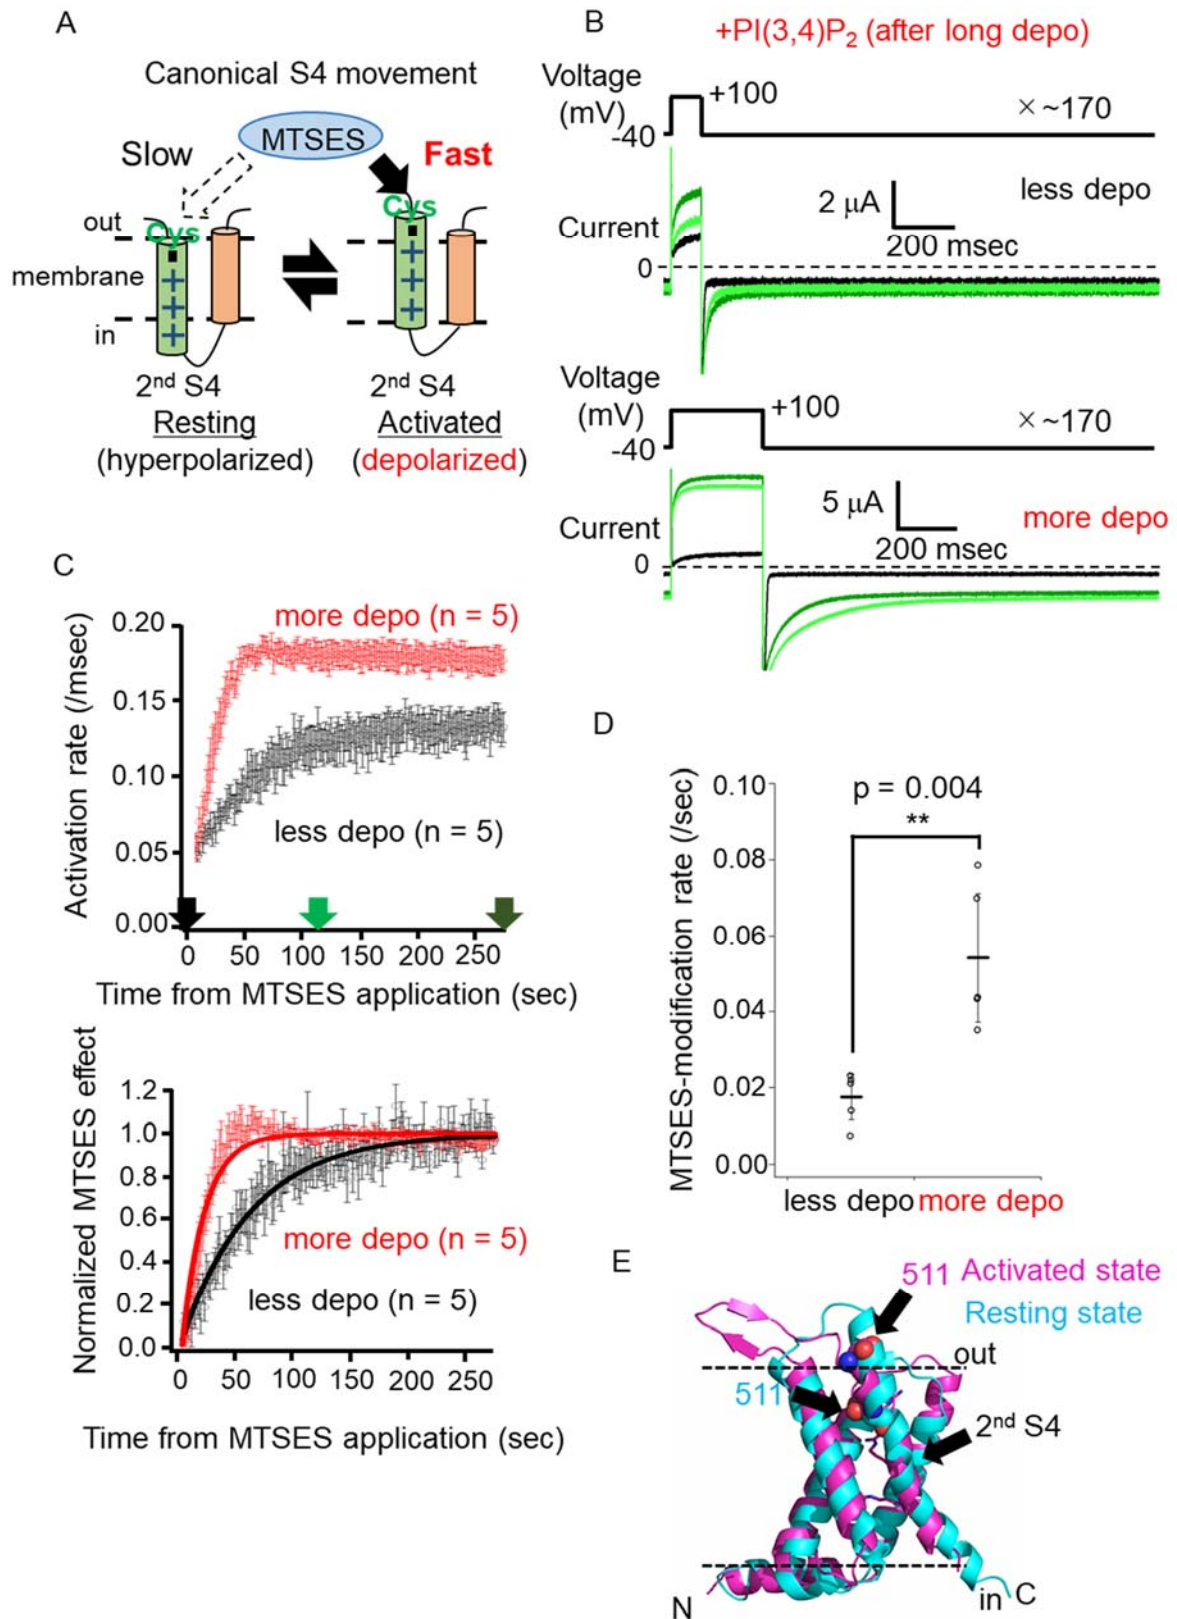 A
Canonical S4 movement
MTSES
Slow
Fast
Cys
Cys
out
membrane
in
+
+
+
+
+
+
2nd S4
2nd S4
Resting
Activated
(hyperpolarized)
(depolarized)
B
+PI(3,4)P2 (after long depo)
Voltage
(mV)
+100
× ~170
-40
less depo
2 μA
200 msec
Current
0
Voltage
(mV)
+100
× ~170
-40
5 μA
more depo
200 msec
Current
0
C
Activation rate (/msec)
0.20
0.15
0.10
0.05
0.00
more depo (n = 5)
less depo (n = 5)
0 50 100 150 200 250
Time from MTSES application (sec)
Normalized MTSES effect
1.2
1.0
0.8
0.6
0.4
0.2
0.0
more depo (n = 5)
less depo (n = 5)
0 50 100 150 200 250
Time from MTSES application (sec)
D
MTSES-modification rate (/sec)
0.10
0.08
0.06
0.04
0.02
0.00
p = 0.004
**
less depo more depo
E
511 Activated state
Resting state
out
511
2nd S4
N
in C